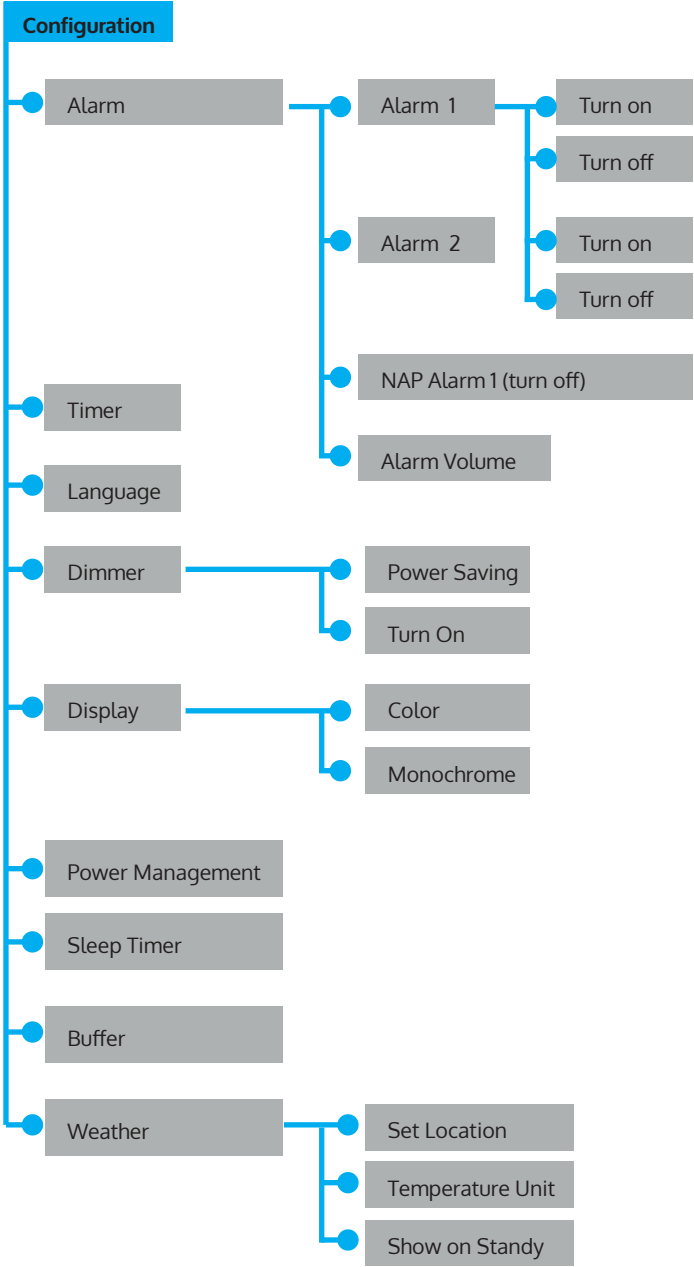 Configuration
Alarm
Alarm 1
Turn on
Turn off
Alarm 2
Turn on
Turn off
NAP Alarm 1 (turn off)
Alarm Volume
Timer
Language
Dimmer
Power Saving
Turn On
Display
Color
Monochrome
Power Management
Sleep Timer
Buffer
Weather
Set Location
Temperature Unit
Show on Standy